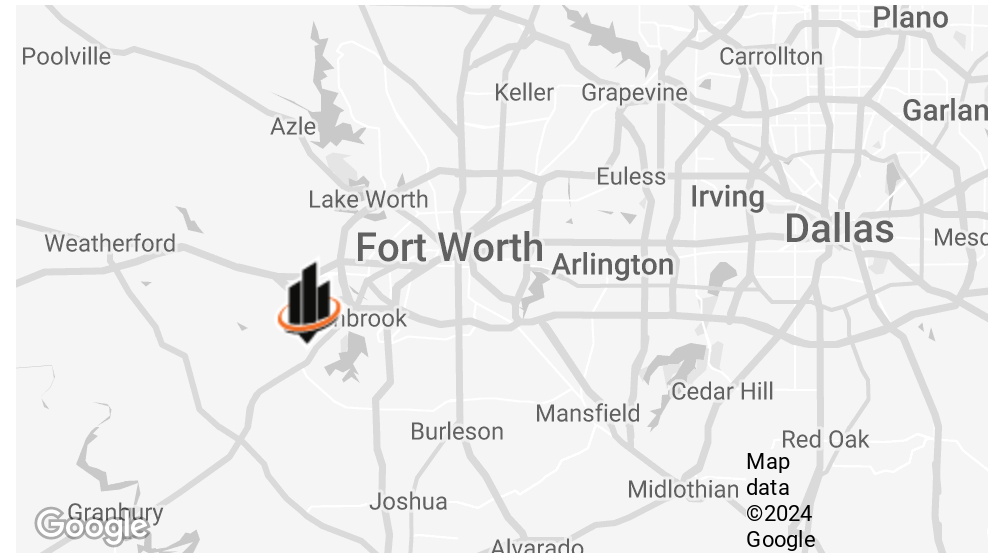 Plano
Poolville
Carrollton
Keller
Grapevine
Garlan
Azle
Euless
Irving
Lake Worth
Dallas
Weatherford
Fort Worth
Mesq
Arlington
nbrook
Cedar Hill
Mansfield
Burleson
Red Oak
Map
data
©2024
Google
Midlothian
Joshua
Granbury
Google
Alvarado